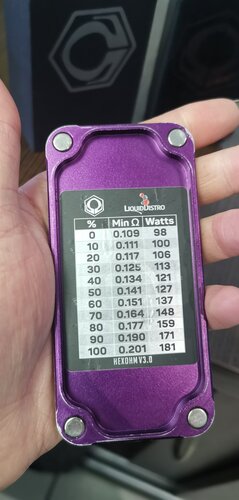 LIQUIDDISTRO
% Min Ω Watts
0 0.109 98
10 0.111 100
20 0.117 106
30 0.125 113
40 0.134 121
50 0.141 127
60 0.151 137
70 0.164 148
80 0.177 159
90 0.190 171
100 0.201 181
HEXOHM V3.0